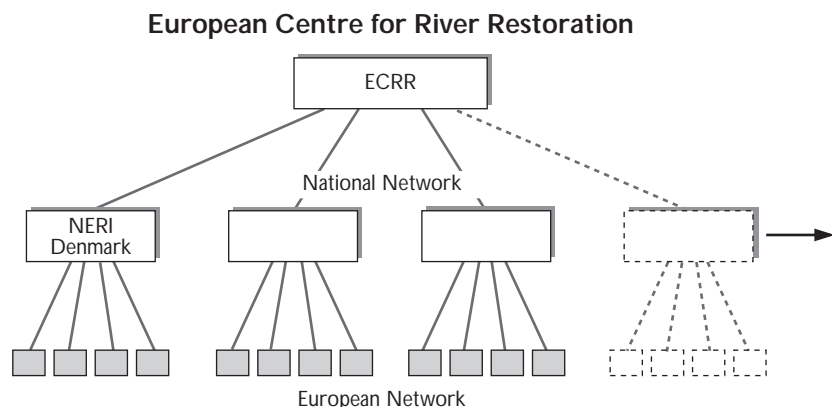 European Centre for River Restoration
ECRR
National Network
NERI
Denmark
European Network